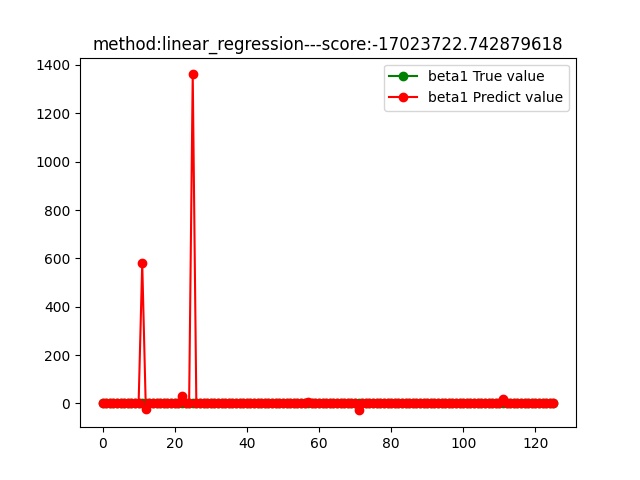 method:linear_regression---score:-17023722.742879618
1400
1200
1000
800
600
400
200
0
beta1 True value
beta1 Predict value
0 20 40 60 80 100 120